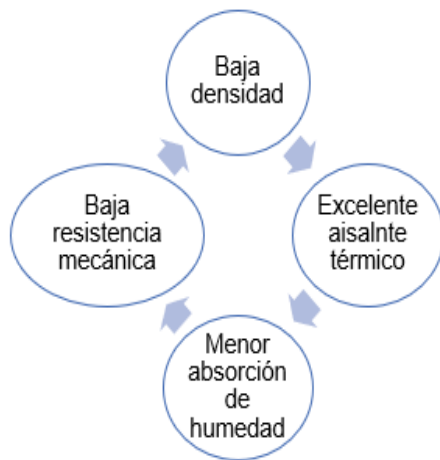 Baja
densidad
Excelente
aisalnte
térmico
Menor
absorción
de
humedad
Baja
resistencia
mecánica